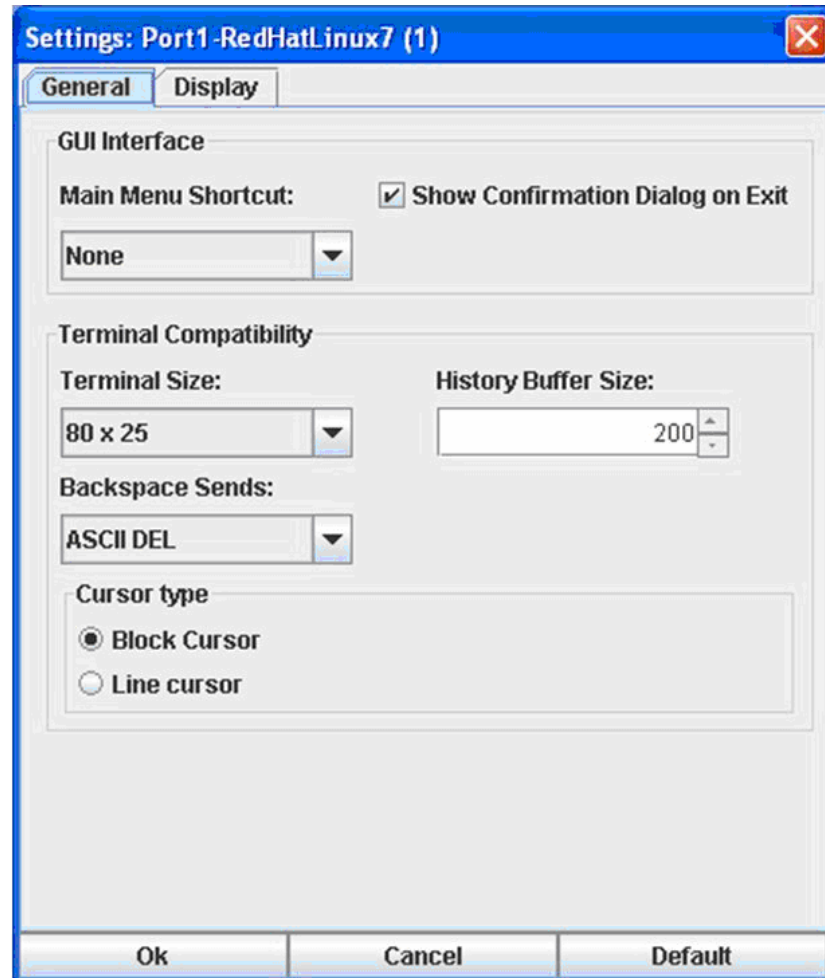 Settings: Port1-RedHatLinux7 (1)
General Display
GUI Interface
Main Menu Shortcut: Show Confirmation Dialog on Exit
None
Terminal Compatibility
Terminal Size: History Buffer Size:
80 x 25 200
Backspace Sends:
ASCII DEL
Cursor type
Block Cursor
Line cursor
Ok Cancel Default